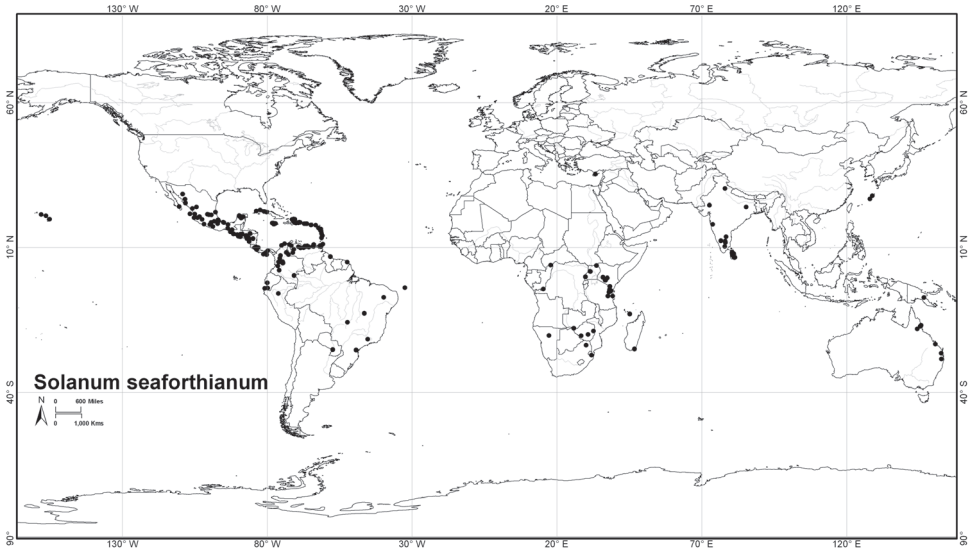 130° W 80° W 30° W 20° E 70° E 120° E
60° N 60° N
10° N 10° N
Solanum seaforthianum
N 0 600 Miles
0 1,000 Kms
40° S 40° S
90° 90°
130° W 80° W 30° W 20° E 70° E 120° E